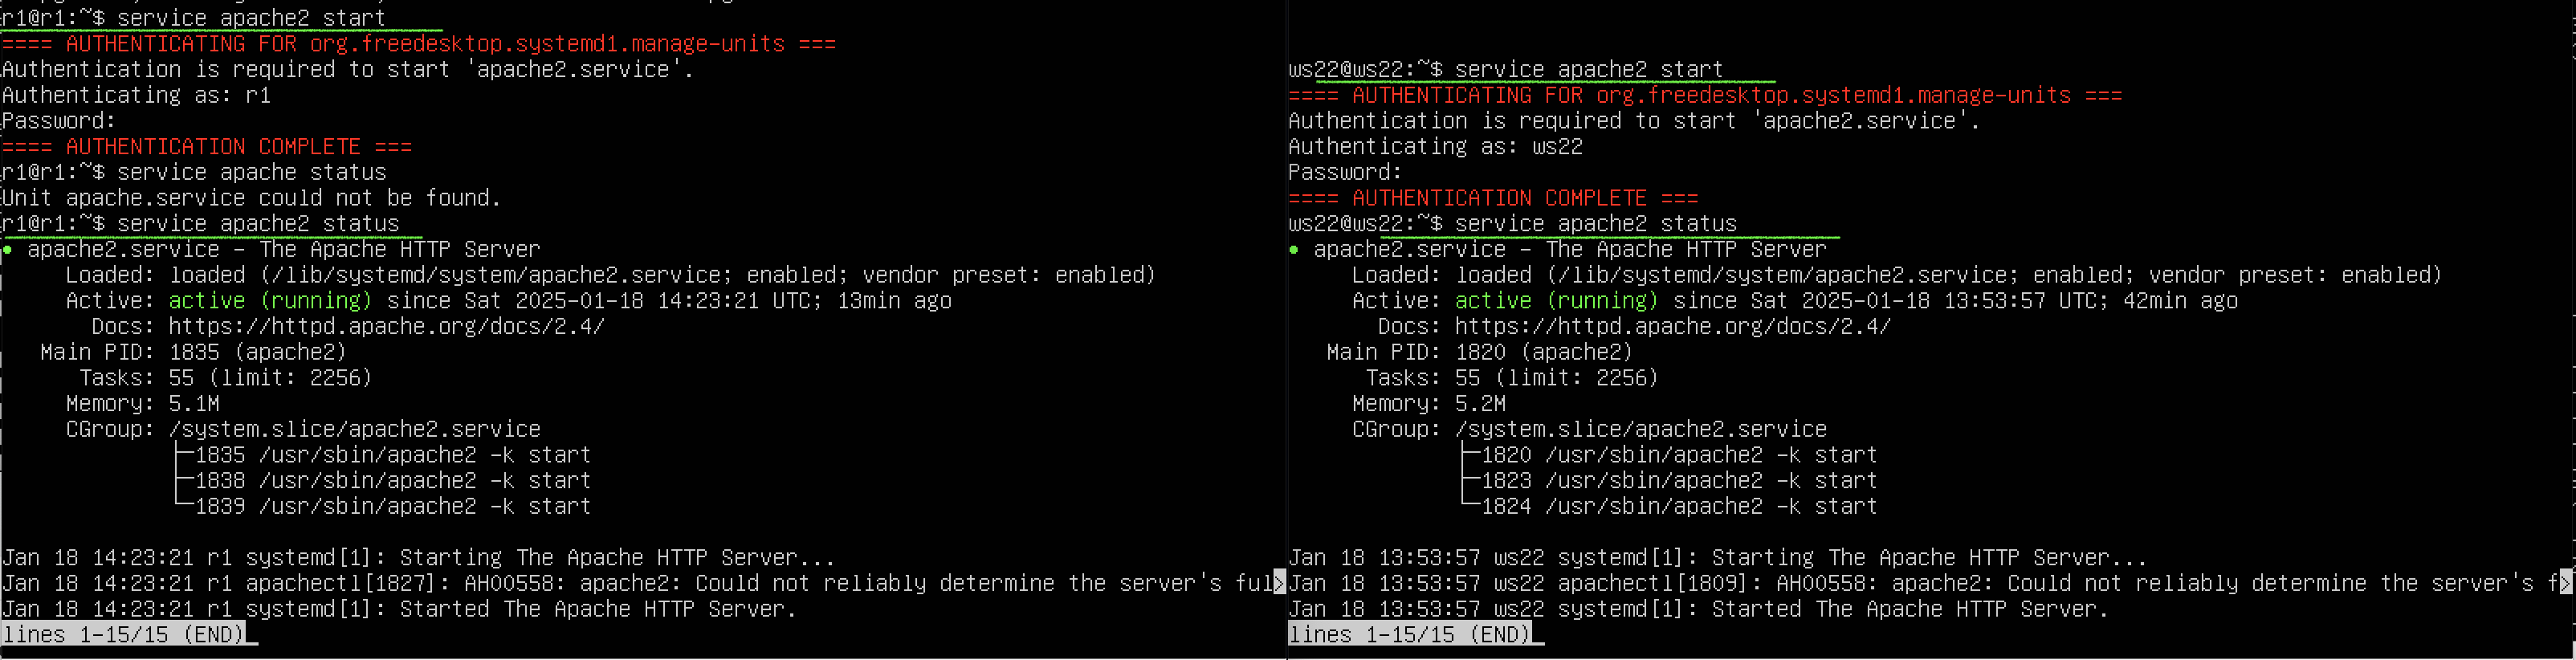 r1@r1:~$ service apache2 start
==== AUTHENTICATING FOR org.freedesktop.systemd1.manage-units ===
Authentication is required to start 'apache2.service'.
Authenticating as: r1
Password:
==== AUTHENTICATION COMPLETE ===
r1@r1:~$ service apache status
Unit apache.service could not be found.
r1@r1:~$ service apache2 status
● apache2.service - The Apache HTTP Server
Loaded: loaded (/lib/systemd/system/apache2.service; enabled; vendor preset: enabled)
Active: active (running) since Sat 2025-01-18 14:23:21 UTC; 13min ago
Docs: https://httpd.apache.org/docs/2.4/
Main PID: 1835 (apache2)
Tasks: 55 (limit: 2256)
Memory: 5.1M
CGroup: /system.slice/apache2.service
├─1835 /usr/sbin/apache2 -k start
├─1838 /usr/sbin/apache2 -k start
└─1839 /usr/sbin/apache2 -k start
Jan 18 14:23:21 r1 systemd[1]: Starting The Apache HTTP Server...
Jan 18 14:23:21 r1 apachectl[1827]: AH00558: apache2: Could not reliably determine the server's ful>
Jan 18 14:23:21 r1 systemd[1]: Started The Apache HTTP Server.
lines 1-15/15 (END)
ws22@ws22:~$ service apache2 start
==== AUTHENTICATING FOR org.freedesktop.systemd1.manage-units ===
Authentication is required to start 'apache2.service'.
Authenticating as: ws22
Password:
==== AUTHENTICATION COMPLETE ===
ws22@ws22:~$ service apache2 status
● apache2.service - The Apache HTTP Server
Loaded: loaded (/lib/systemd/system/apache2.service; enabled; vendor preset: enabled)
Active: active (running) since Sat 2025-01-18 13:53:57 UTC; 42min ago
Docs: https://httpd.apache.org/docs/2.4/
Main PID: 1820 (apache2)
Tasks: 55 (limit: 2256)
Memory: 5.2M
CGroup: /system.slice/apache2.service
├─1820 /usr/sbin/apache2 -k start
├─1823 /usr/sbin/apache2 -k start
└─1824 /usr/sbin/apache2 -k start
Jan 18 13:53:57 ws22 systemd[1]: Starting The Apache HTTP Server...
Jan 18 13:53:57 ws22 apachectl[1809]: AH00558: apache2: Could not reliably determine the server's f>
Jan 18 13:53:57 ws22 systemd[1]: Started The Apache HTTP Server.
lines 1-15/15 (END)